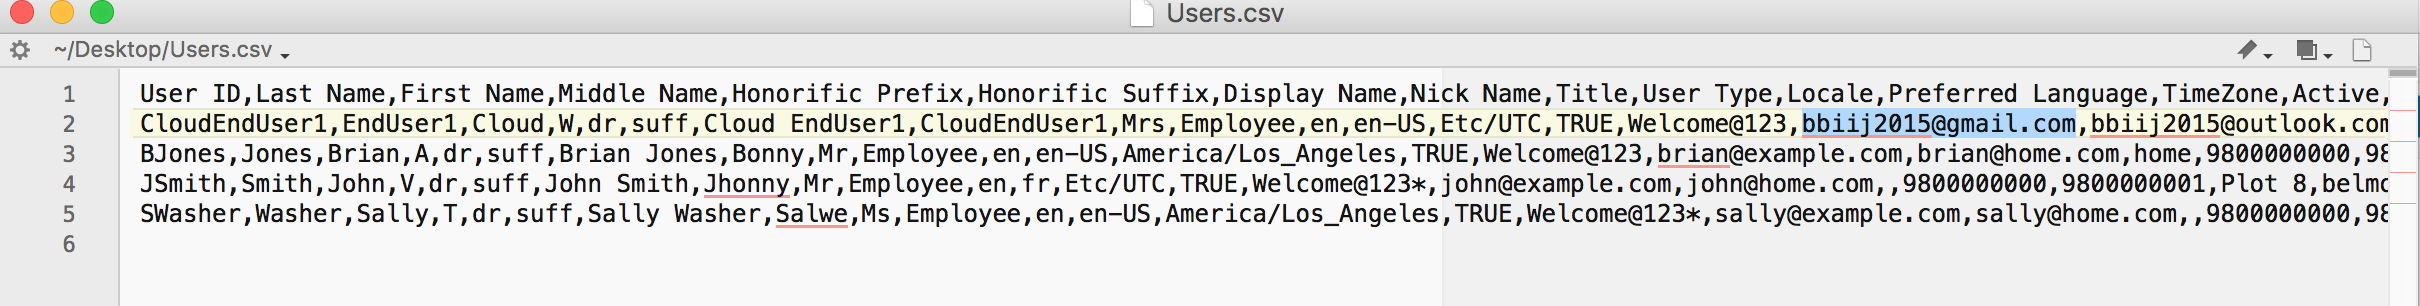 Users.csv
~/Desktop/Users.csv
1 User ID,Last Name,First Name,Middle Name,Honorific Prefix,Honorific Suffix,Display Name,Nick Name,Title,User Type,Locale,Preferred Language,TimeZone,Active,
2 CloudEndUser1,EndUser1,Cloud,W,dr,suff,Cloud EndUser1,CloudEndUser1,Mrs,Employee,en,en-US,Etc/UTC,TRUE,Welcome@123,bbiij2015@gmail.com,bbiij2015@outlook.com
3 BJones,Jones,Brian,A,dr,suff,Brian Jones,Bonny,Mr,Employee,en,en-US,America/Los_Angeles,TRUE,Welcome@123,brian@example.com,brian@home.com,home,9800000000,98
4 JSmith,Smith,John,V,dr,suff,John Smith,Jhonny,Mr,Employee,en,fr,Etc/UTC,TRUE,Welcome@123*,john@example.com,john@home.com,,9800000000,9800000001,Plot 8,belmo
5 SWasher,Washer,Sally,T,dr,suff,Sally Washer,Salwe,Ms,Employee,en,en-US,America/Los_Angeles,TRUE,Welcome@123*,sally@example.com,sally@home.com,,9800000000,98
6